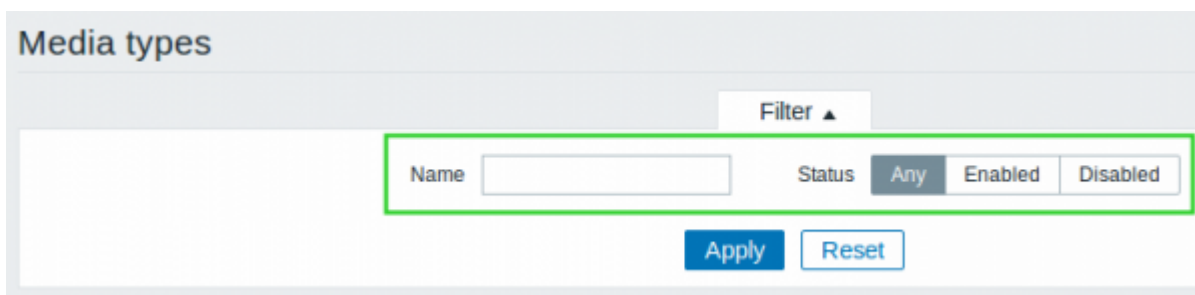 Media types
Filter ▲
Name Status Any Enabled Disabled
Apply Reset